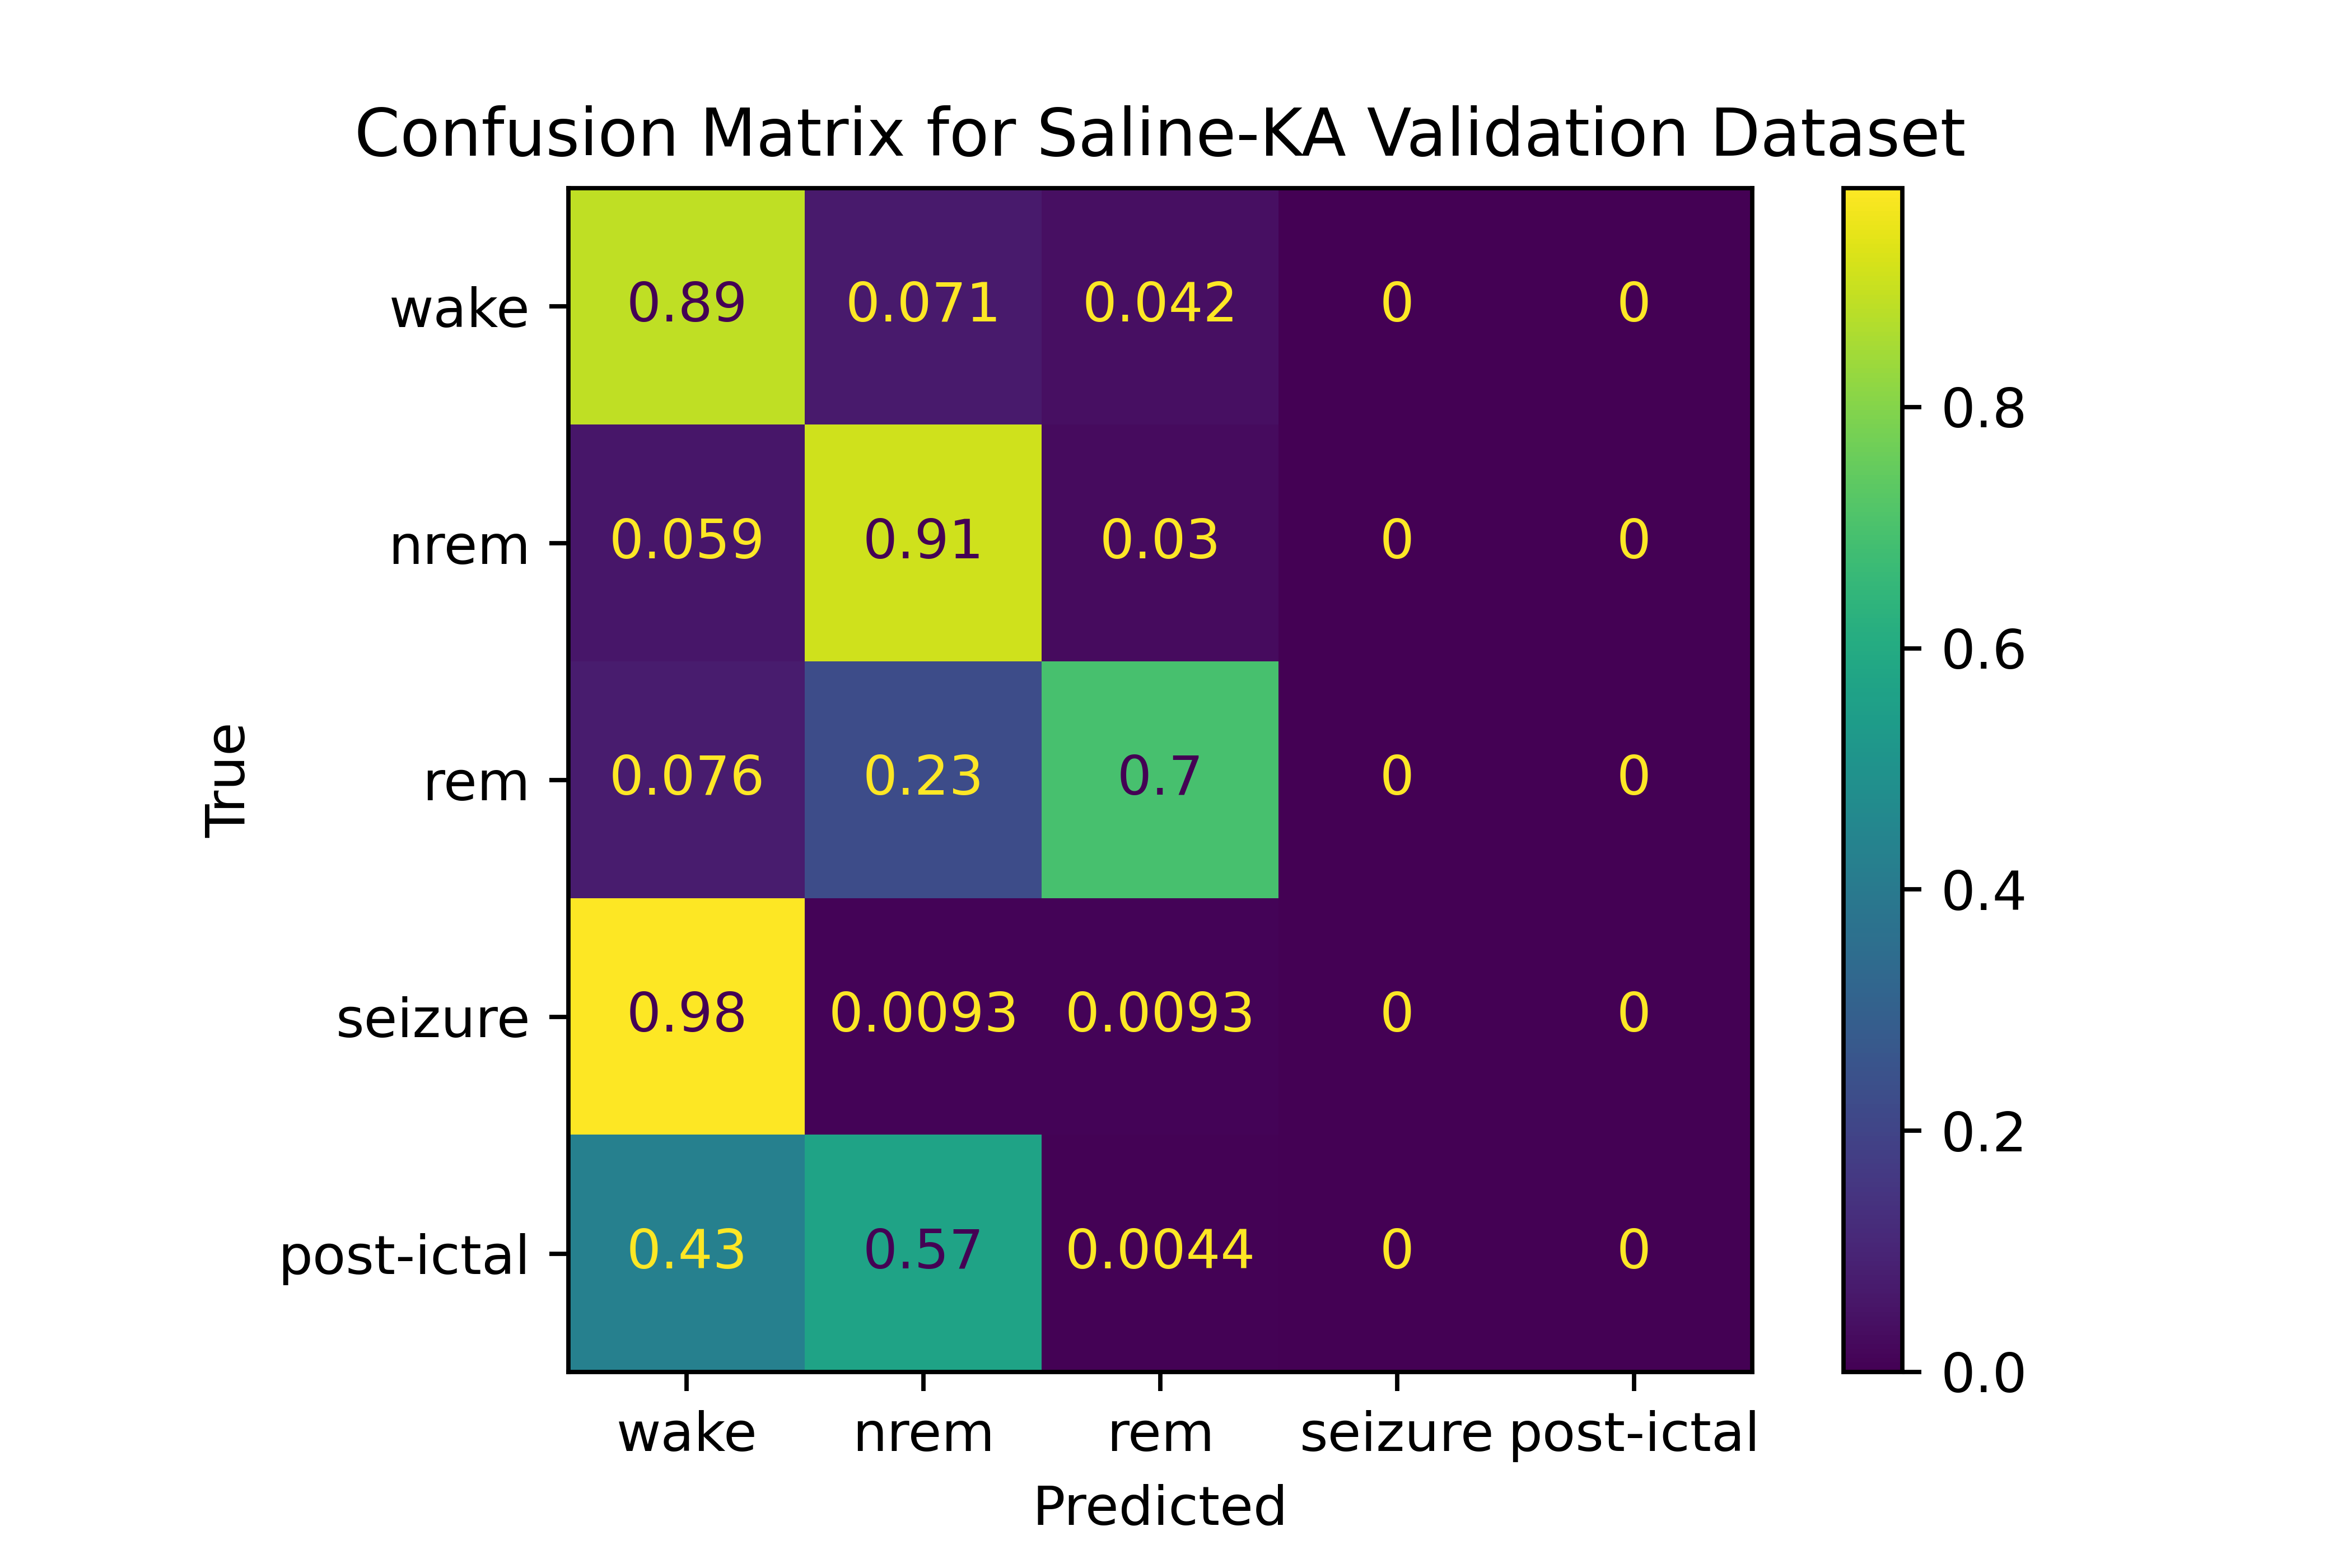 Confusion Matrix for Saline-KA Validation Dataset
True
wake 0.89 0.071 0.042 0 0
nrem 0.059 0.91 0.03 0 0
rem 0.076 0.23 0.7 0 0
seizure 0.98 0.0093 0.0093 0 0
post-ictal 0.43 0.57 0.0044 0 0
wake nrem rem seizure post-ictal
Predicted
0.8
0.6
0.4
0.2
0.0